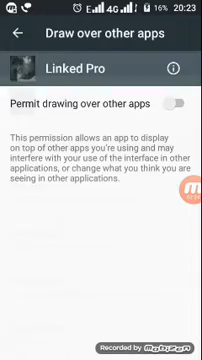 E 4G 16% 20:23
Draw over other apps
Linked Pro
Permit drawing over other apps
This permission allows an app to display
on top of other apps you're using and may
interfere with your use of the interface in other
applications, or change what you think you are
seeing in other applications.
Recorded by mobizen